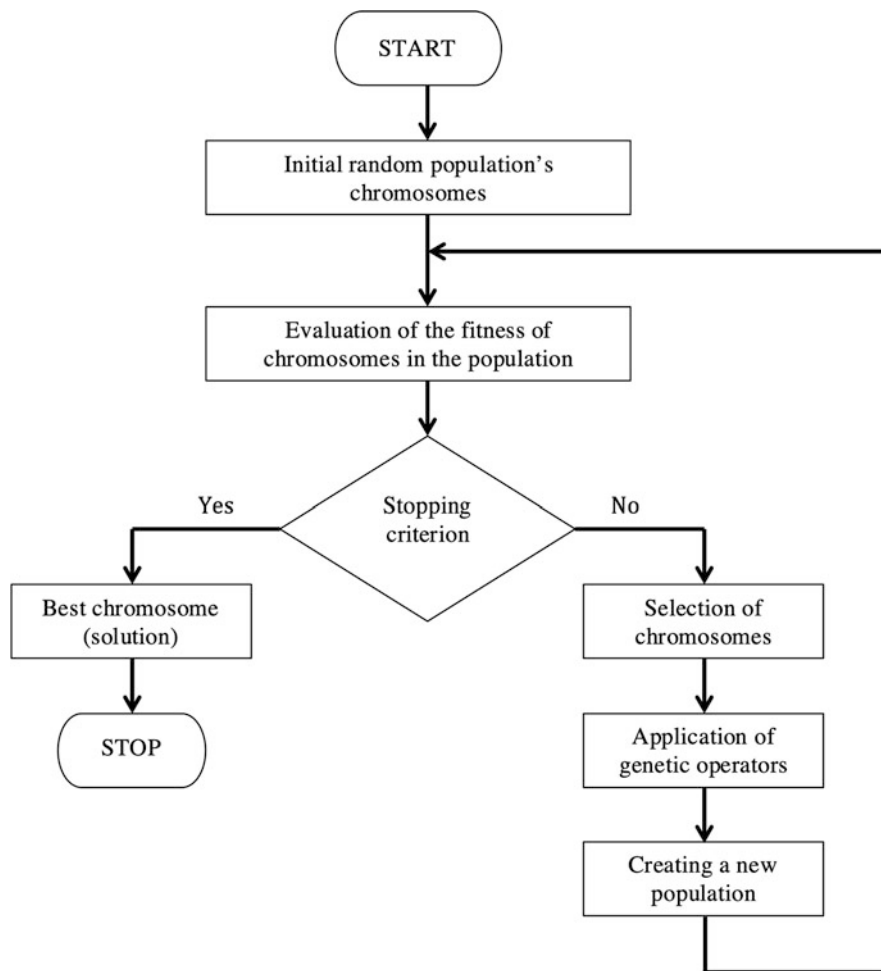 START
Initial random population’s
chromosomes
Evaluation of the fitness of
chromosomes in the population
Yes
Stopping
criterion
No
Best chromosome
(solution)
STOP
Selection of
chromosomes
Application of
genetic operators
Creating a new
population